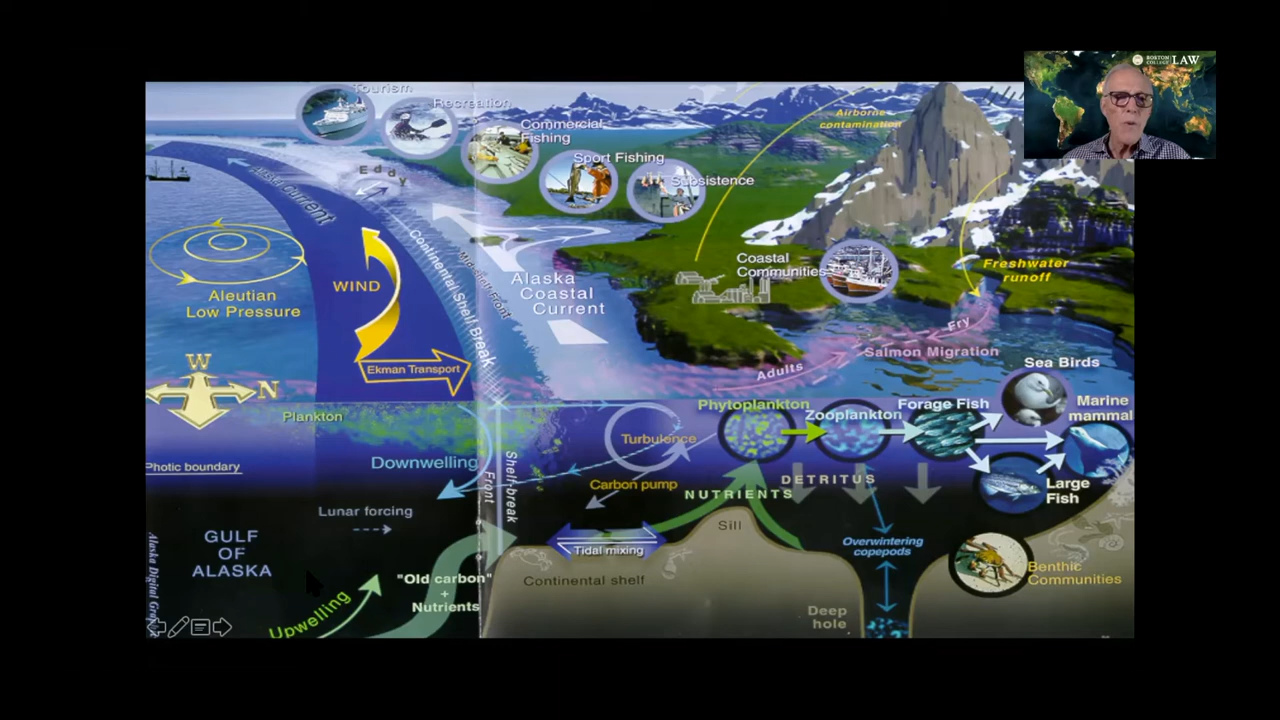 BOSTON COLLEGE LAW
Tourism
Recreation
Commercial
Fishing
Sport Fishing
Subsistence
Airborne
contamination
Eddy
Current
Continental Shelf Break
Front
WIND
Aleutian
Low Pressure
Ekman Transport
W
N
Alaska
Coastal
Current
Coastal
Communities
Freshwater
runoff
Fry
Salmon Migration
Adults
Sea Birds
Marine
mammal
Phytoplankton
Zooplankton
Forage Fish
Large
Fish
Plankton
Turbulence
Photic boundary
Downwelling
Shelf-break
Front
Carbon pump
NUTRIENTS
DETRITUS
Lunar forcing
Sill
Tidal mixing
Overwintering
copepods
GULF
OF
ALASKA
"Old carbon"
+
Nutrients
Continental shelf
Benthic
Communities
Upwelling
Deep
hole
Alaska Digital